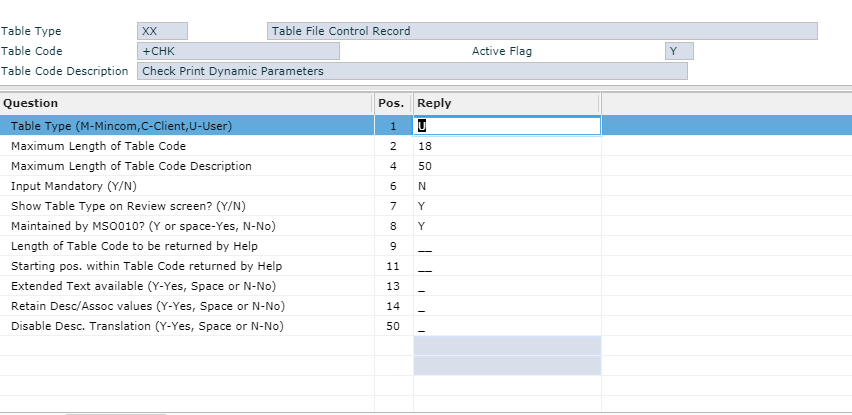 Table Type XX Table File Control Record
Table Code +CHK Active Flag Y
Table Code Description Check Print Dynamic Parameters
Question Pos. Reply
Table Type (M-Mincom,C-Client,U-User) 1 U
Maximum Length of Table Code 2 18
Maximum Length of Table Code Description 4 50
Input Mandatory (Y/N) 6 N
Show Table Type on Review screen? (Y/N) 7 Y
Maintained by MSO010? (Y or space-Yes, N-No) 8 Y
Length of Table Code to be returned by Help 9 __
Starting pos. within Table Code returned by Help 11 __
Extended Text available (Y-Yes, Space or N-No) 13 _
Retain Desc/Assoc values (Y-Yes, Space or N-No) 14 _
Disable Desc. Translation (Y-Yes, Space or N-No) 50 _